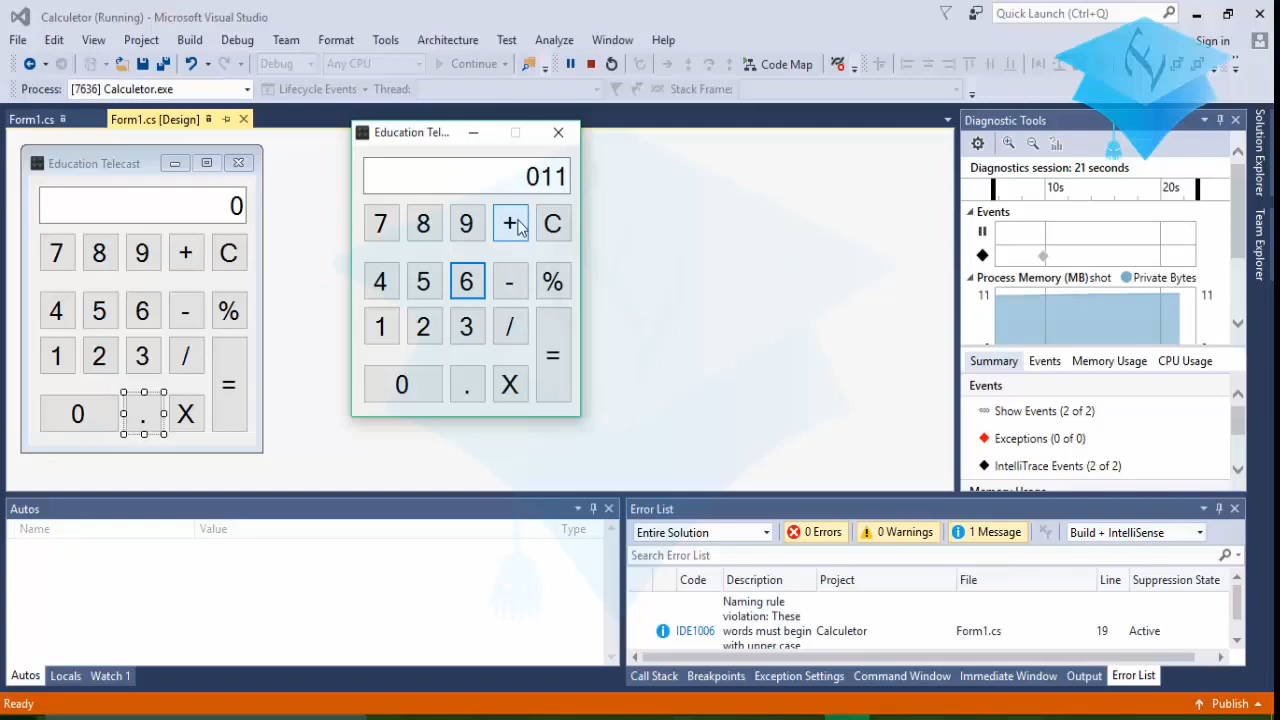 Calculetor (Running) - Microsoft Visual Studio
Quick Launch (Ctrl+Q)
File Edit View Project Build Debug Team Format Tools Architecture Test Analyze Window Help
Sign in
Debug Any CPU Continue Code Map
Process: [7636] Calculetor.exe Lifecycle Events Thread: Stack Frame:
Form1.cs Form1.cs [Design]
Education Telecast
0
7 8 9 + C
4 5 6 - %
1 2 3 / =
0 . X
Education Tel...
011
7 8 9 + C
4 5 6 - %
1 2 3 / =
0 . X
Diagnostic Tools
Diagnostics session: 21 seconds
10s 20s
Events
Process Memory (MB) shot Private Bytes
11 11
Summary Events Memory Usage CPU Usage
Events
Show Events (2 of 2)
Exceptions (0 of 0)
IntelliTrace Events (2 of 2)
Solution Explorer
Team Explorer
Autos
Name Value Type
Autos Locals Watch 1
Error List
Entire Solution 0 Errors 0 Warnings 1 Message Build + IntelliSense
Search Error List
Code Description Project File Line Suppression State
IDE1006 Naming rule
violation: These
words must begin Calculetor Form1.cs 19 Active
with upper case
Call Stack Breakpoints Exception Settings Command Window Immediate Window Output Error List
Ready
Publish